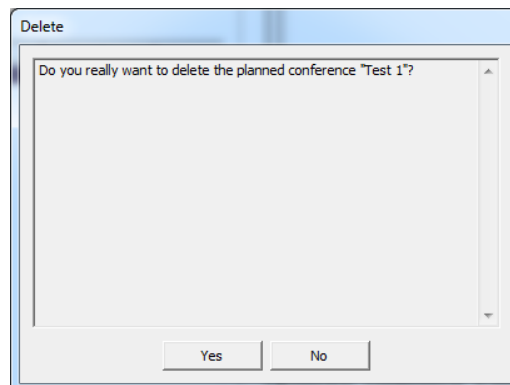 Delete
Do you really want to delete the planned conference "Test 1"?
Yes
No